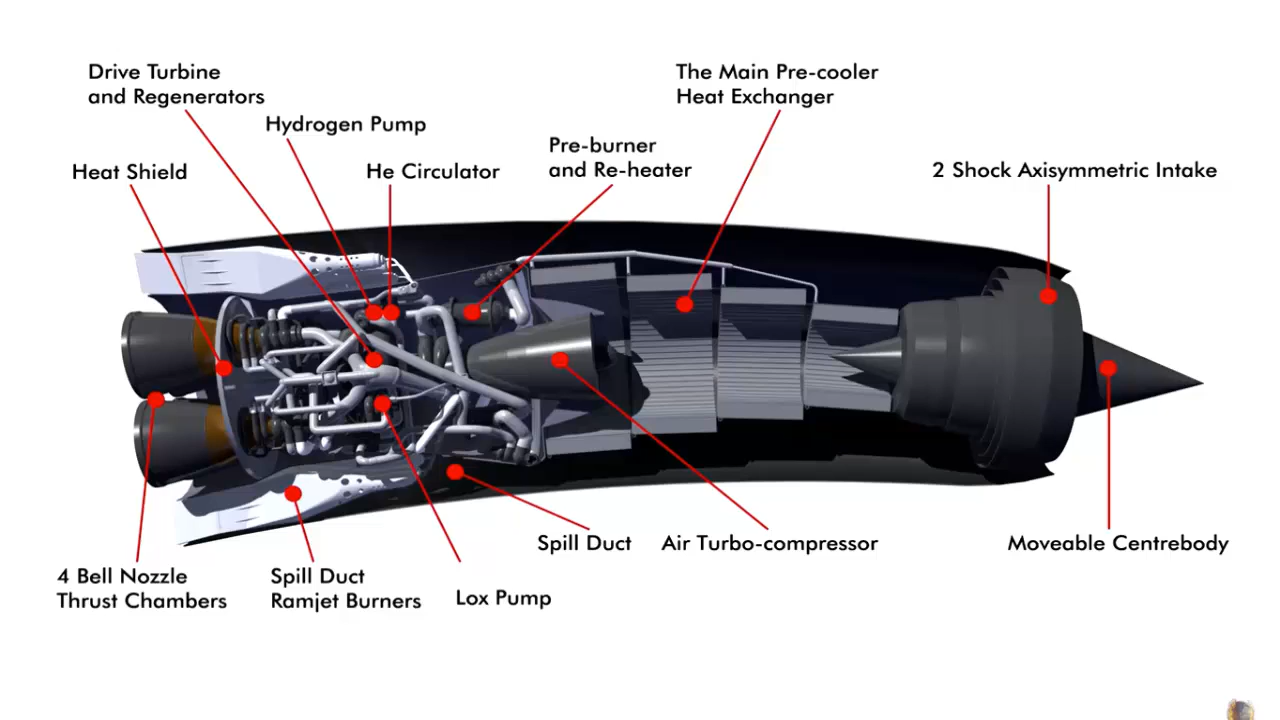 Drive Turbine
and Regenerators
The Main Pre-cooler
Heat Exchanger
Hydrogen Pump
Pre-burner
and Re-heater
Heat Shield
He Circulator
2 Shock Axisymmetric Intake
Spill Duct
Air Turbo-compressor
Moveable Centrebody
4 Bell Nozzle
Thrust Chambers
Spill Duct
Ramjet Burners
Lox Pump